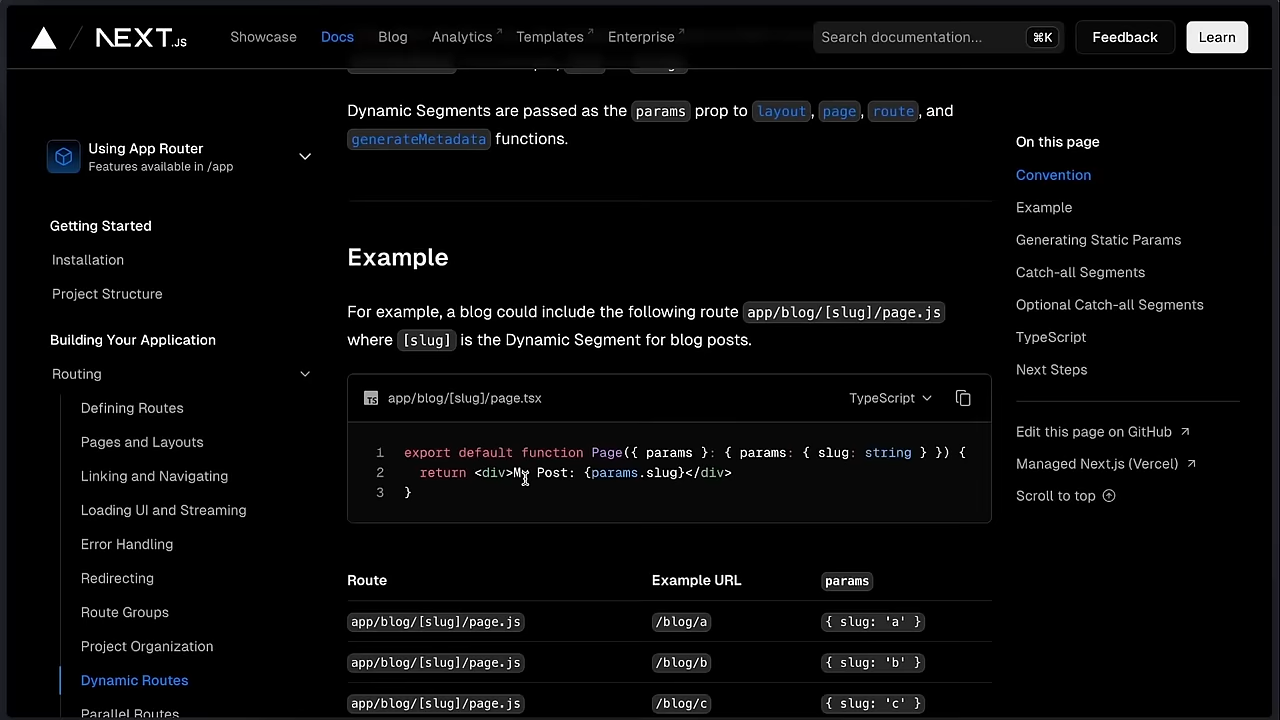 NEXT.JS
Showcase
Docs
Blog
Analytics
Templates
Enterprise
Search documentation...
⌘K
Feedback
Learn
Using App Router
Features available in /app
Getting Started
Installation
Project Structure
Building Your Application
Routing
Defining Routes
Pages and Layouts
Linking and Navigating
Loading UI and Streaming
Error Handling
Redirecting
Route Groups
Project Organization
Dynamic Routes
Parallel Routes
Dynamic Segments are passed as the params prop to layout, page, route, and
generateMetadata functions.
Example
For example, a blog could include the following route app/blog/[slug]/page.js
where [slug] is the Dynamic Segment for blog posts.
TS app/blog/[slug]/page.tsx
TypeScript
1 export default function Page({ params }: { params: { slug: string } }) {
2 return <div>My Post: {params.slug}</div>
3 }
Route Example URL params
app/blog/[slug]/page.js /blog/a { slug: 'a' }
app/blog/[slug]/page.js /blog/b { slug: 'b' }
app/blog/[slug]/page.js /blog/c { slug: 'c' }
On this page
Convention
Example
Generating Static Params
Catch-all Segments
Optional Catch-all Segments
TypeScript
Next Steps
Edit this page on GitHub
Managed Next.js (Vercel)
Scroll to top